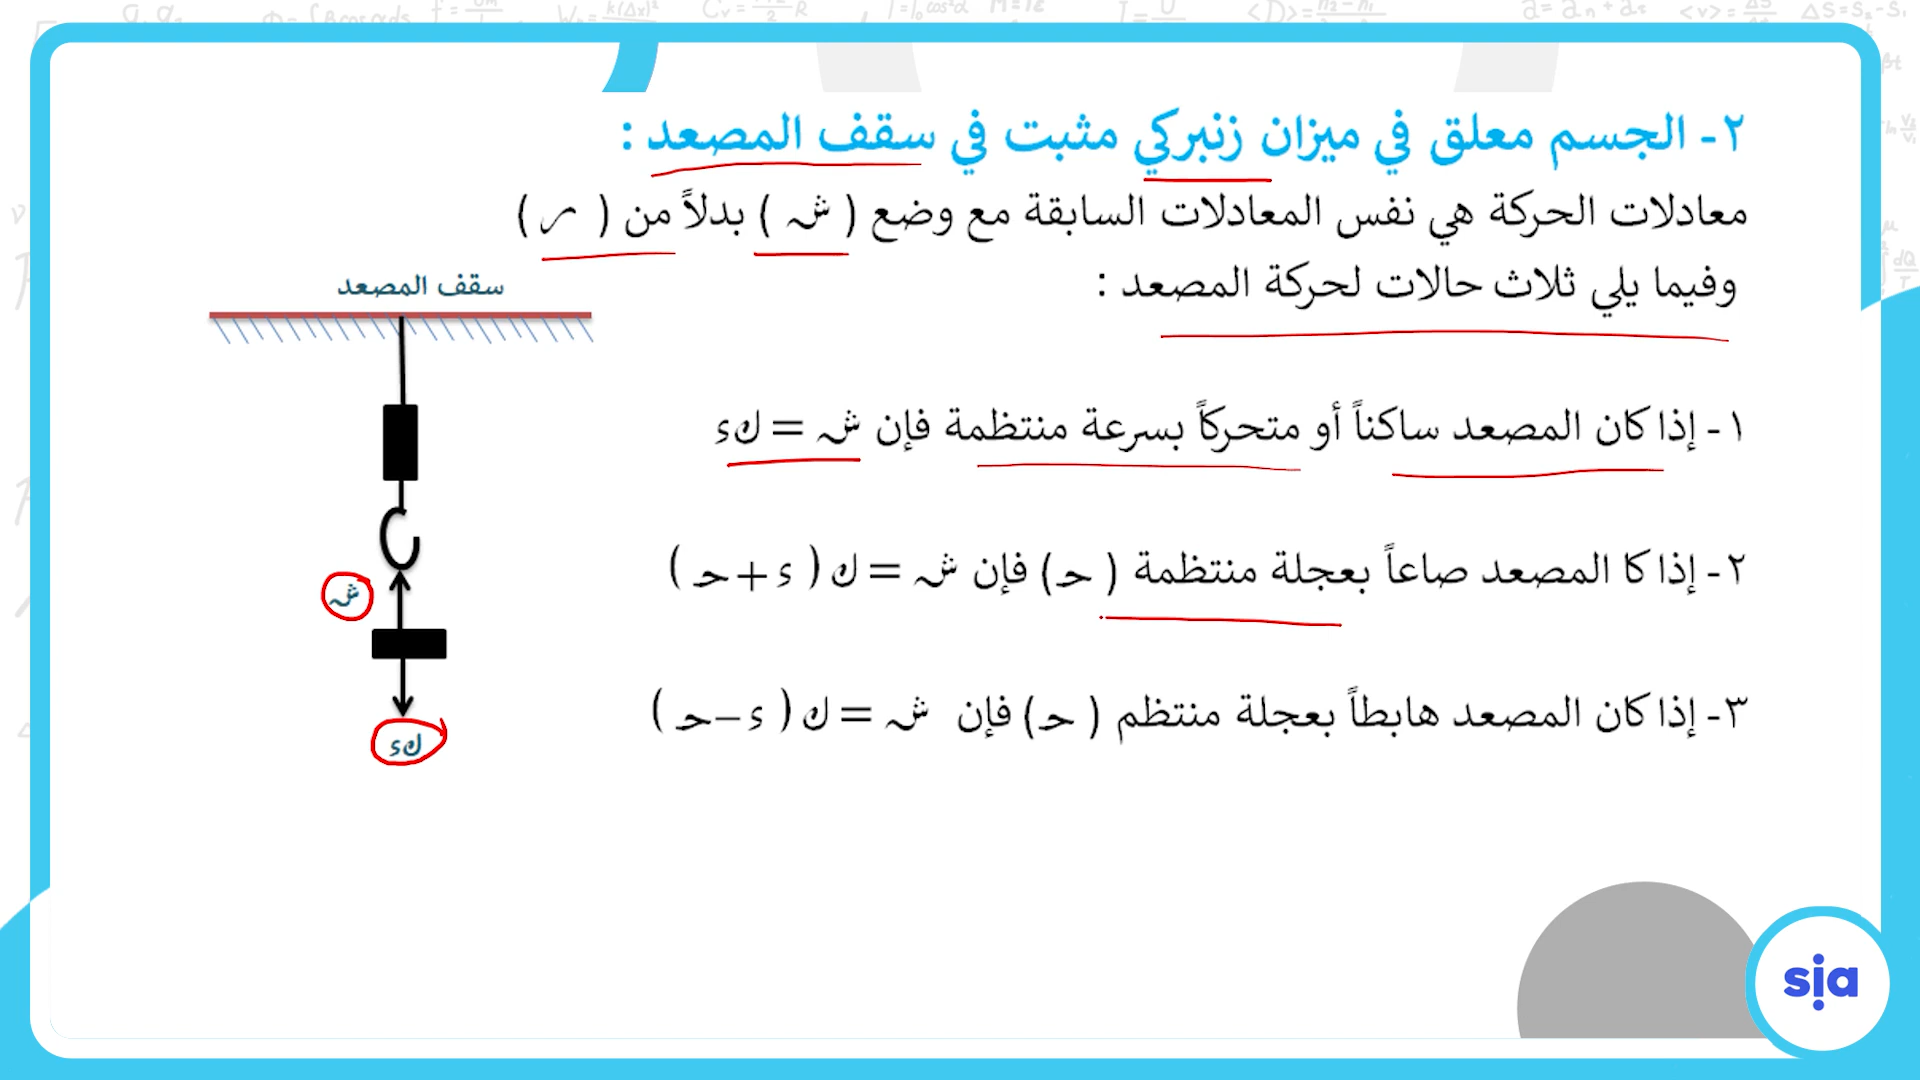 ٢- الجسم معلق في ميزان زنبركي مثبت في سقف المصعد :
معادلات الحركة هي نفس المعادلات السابقة مع وضع ( شـ ) بدلاً من ( ر )
وفيما يلي ثلاث حالات لحركة المصعد :
سقف المصعد
١- إذا كان المصعد ساكناً أو متحركاً بسرعة منتظمة فإن شـ = ك ء
٢- إذا كا المصعد صاعاً بعجلة منتظمة ( حـ ) فإن شـ = ك ( ء + حـ )
شـ
٣- إذا كان المصعد هابطاً بعجلة منتظم ( حـ ) فإن شـ = ك ( ء – حـ )
ك ء
sia